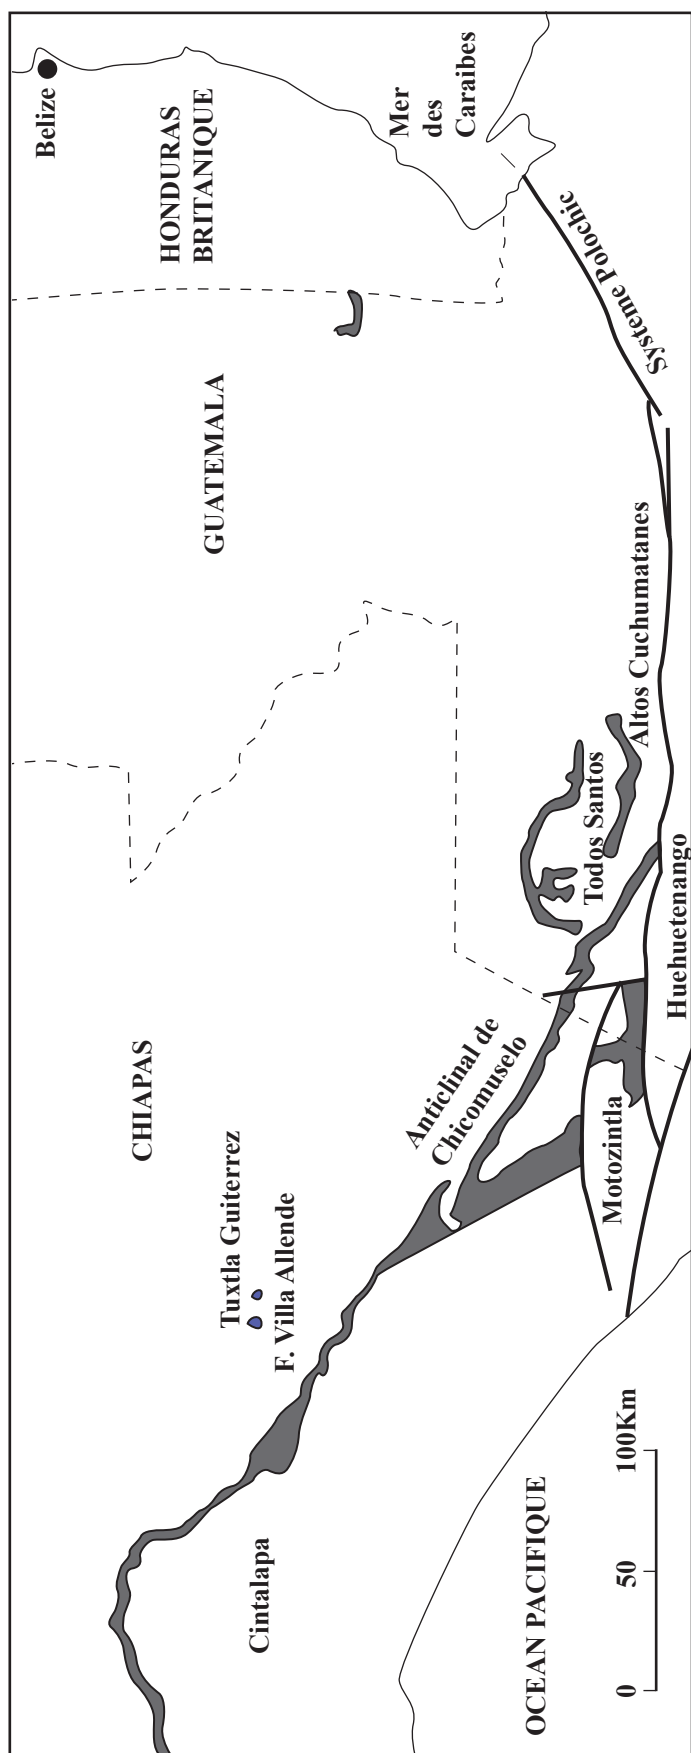 Belize
HONDURAS
BRITANIQUE
Mer
des
Caraibes
GUATEMALA
Systeme Polochic
CHIAPAS
Altos Cuchumatanes
Todos Santos
Huehuetenango
Anticlinal de
Chicomuselo
Motozintla
Tuxtla Guiterrez
F. Villa Allende
Cintalapa
OCEAN PACIFIQUE
0 50 100Km